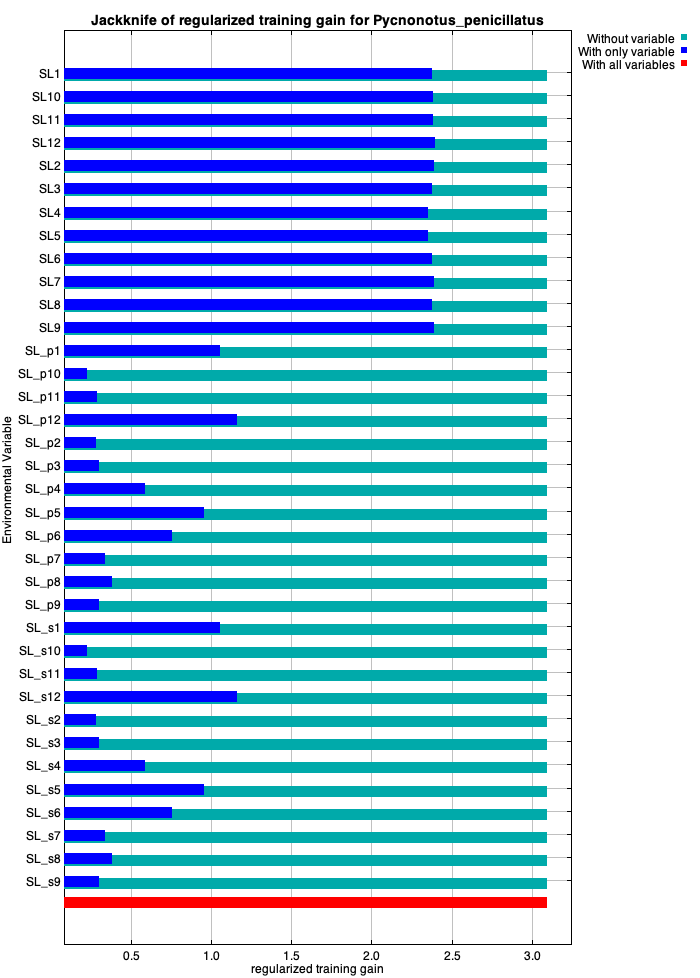 Jackknife of regularized training gain for Pycnonotus_penicillatus
Without variable
With only variable
With all variables
SL1
SL10
SL11
SL12
SL2
SL3
SL4
SL5
SL6
SL7
SL8
SL9
SL_p1
SL_p10
SL_p11
SL_p12
SL_p2
SL_p3
SL_p4
SL_p5
SL_p6
SL_p7
SL_p8
SL_p9
SL_s1
SL_s10
SL_s11
SL_s12
SL_s2
SL_s3
SL_s4
SL_s5
SL_s6
SL_s7
SL_s8
SL_s9
Environmental Variable
0.5 1.0 1.5 2.0 2.5 3.0
regularized training gain